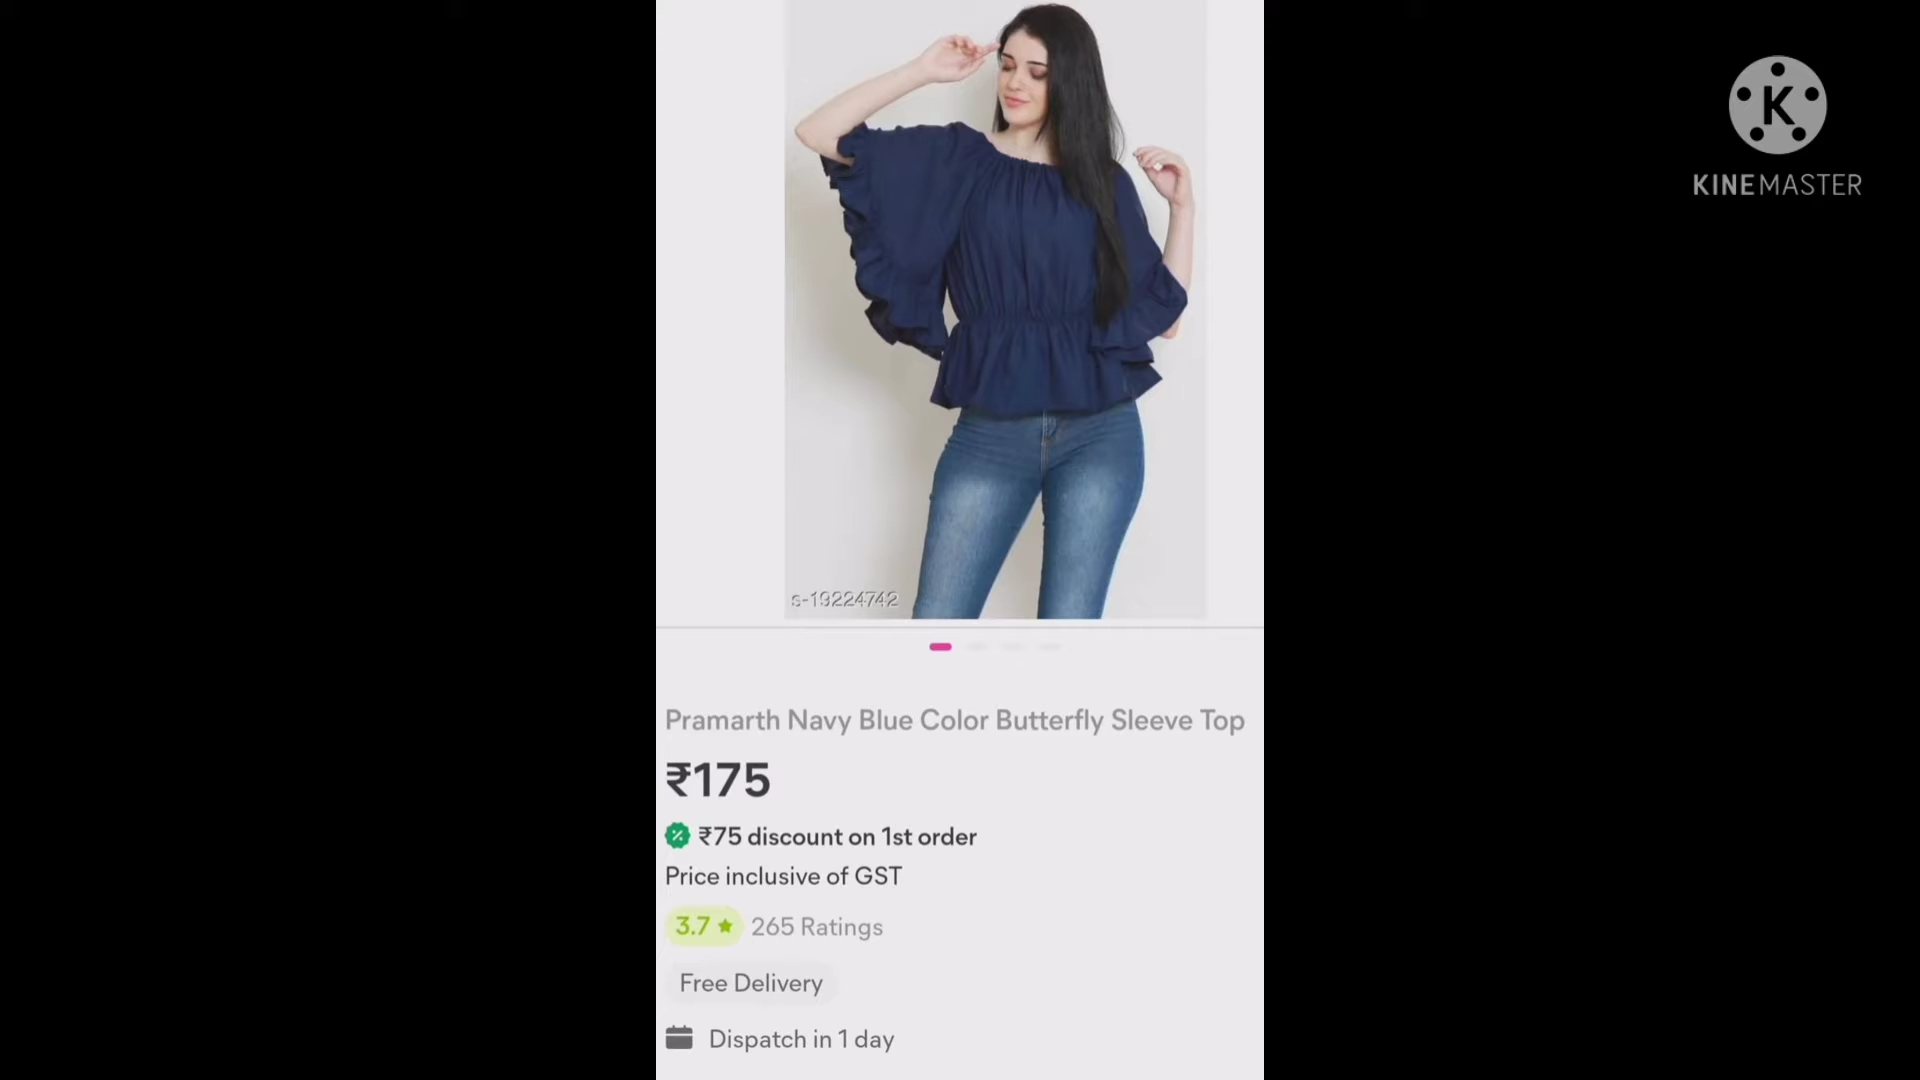 K
KINEMASTER
s-19224742
Pramarth Navy Blue Color Butterfly Sleeve Top
₹175
₹75 discount on 1st order
Price inclusive of GST
3.7 ★ 265 Ratings
Free Delivery
Dispatch in 1 day